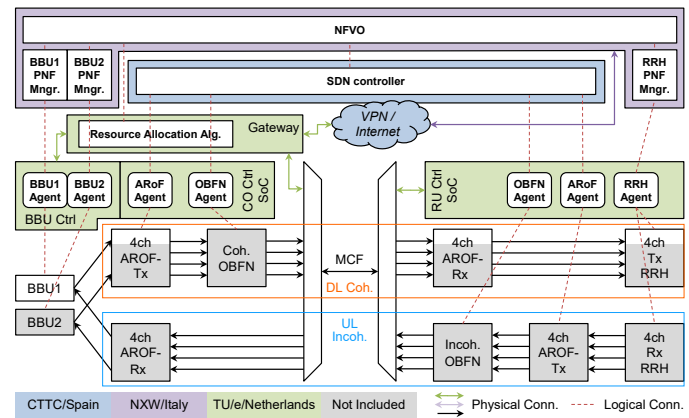 NFVO
BBU1
PNF
Mngr.
BBU2
PNF
Mngr.
RRH
PNF
Mngr.
SDN controller
Resource Allocation Alg.
Gateway
VPN /
Internet
BBU1
Agent
BBU2
Agent
BBU Ctrl
ARoF
Agent
OBFN
Agent
CO Ctrl
SoC
RU Ctrl
SoC
OBFN
Agent
ARoF
Agent
RRH
Agent
4ch
AROF-
Tx
Coh.
OBFN
MCF
DL Coh.
4ch
AROF-
Rx
4ch
Tx
RRH
BBU1
BBU2
4ch
AROF-
Rx
UL
Incoh.
Incoh.
OBFN
4ch
AROF-
Tx
4ch
Rx
RRH
CTTC/Spain
NXW/Italy
TU/e/Netherlands
Not Included
Physical Conn.
Logical Conn.